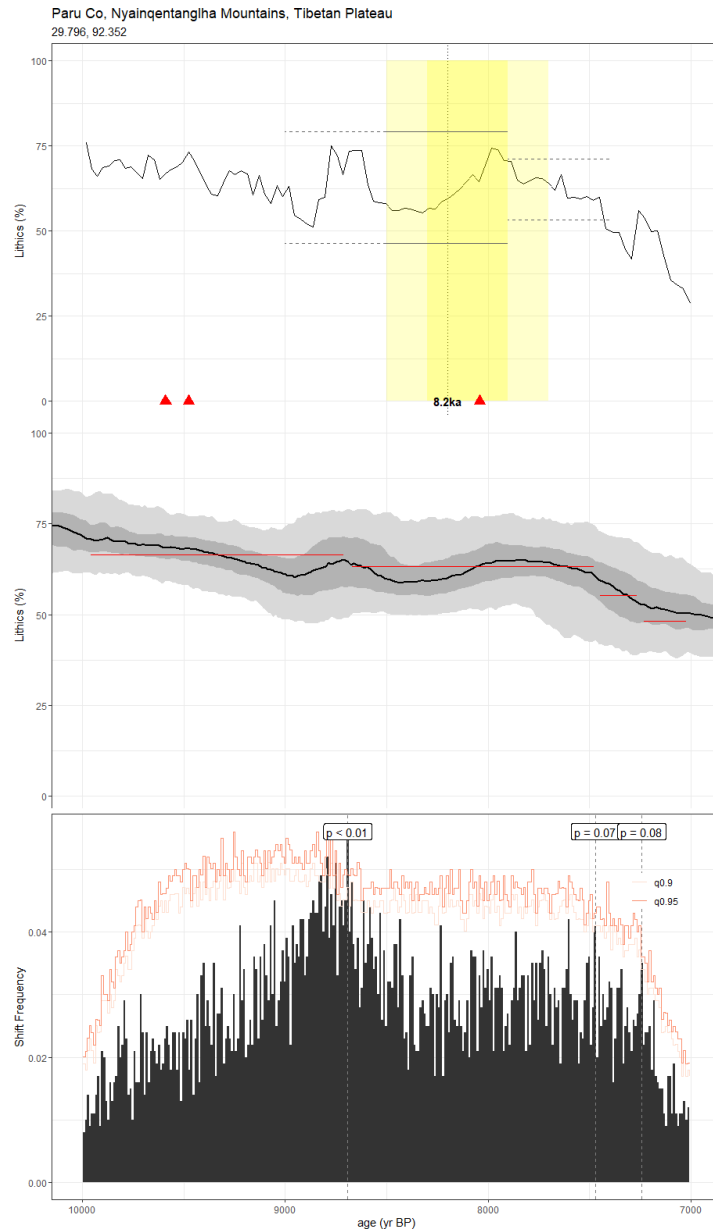 Paru Co, Nyainqentanglha Mountains, Tibetan Plateau
29.796, 92.352
100
75
50
25
0
Lithics (%)
8.2ka
100
75
50
25
0
Lithics (%)
p < 0.01
p = 0.07
p = 0.08
q0.9
q0.95
0.04
0.02
0.00
Shift Frequency
10000
9000
8000
7000
age (yr BP)